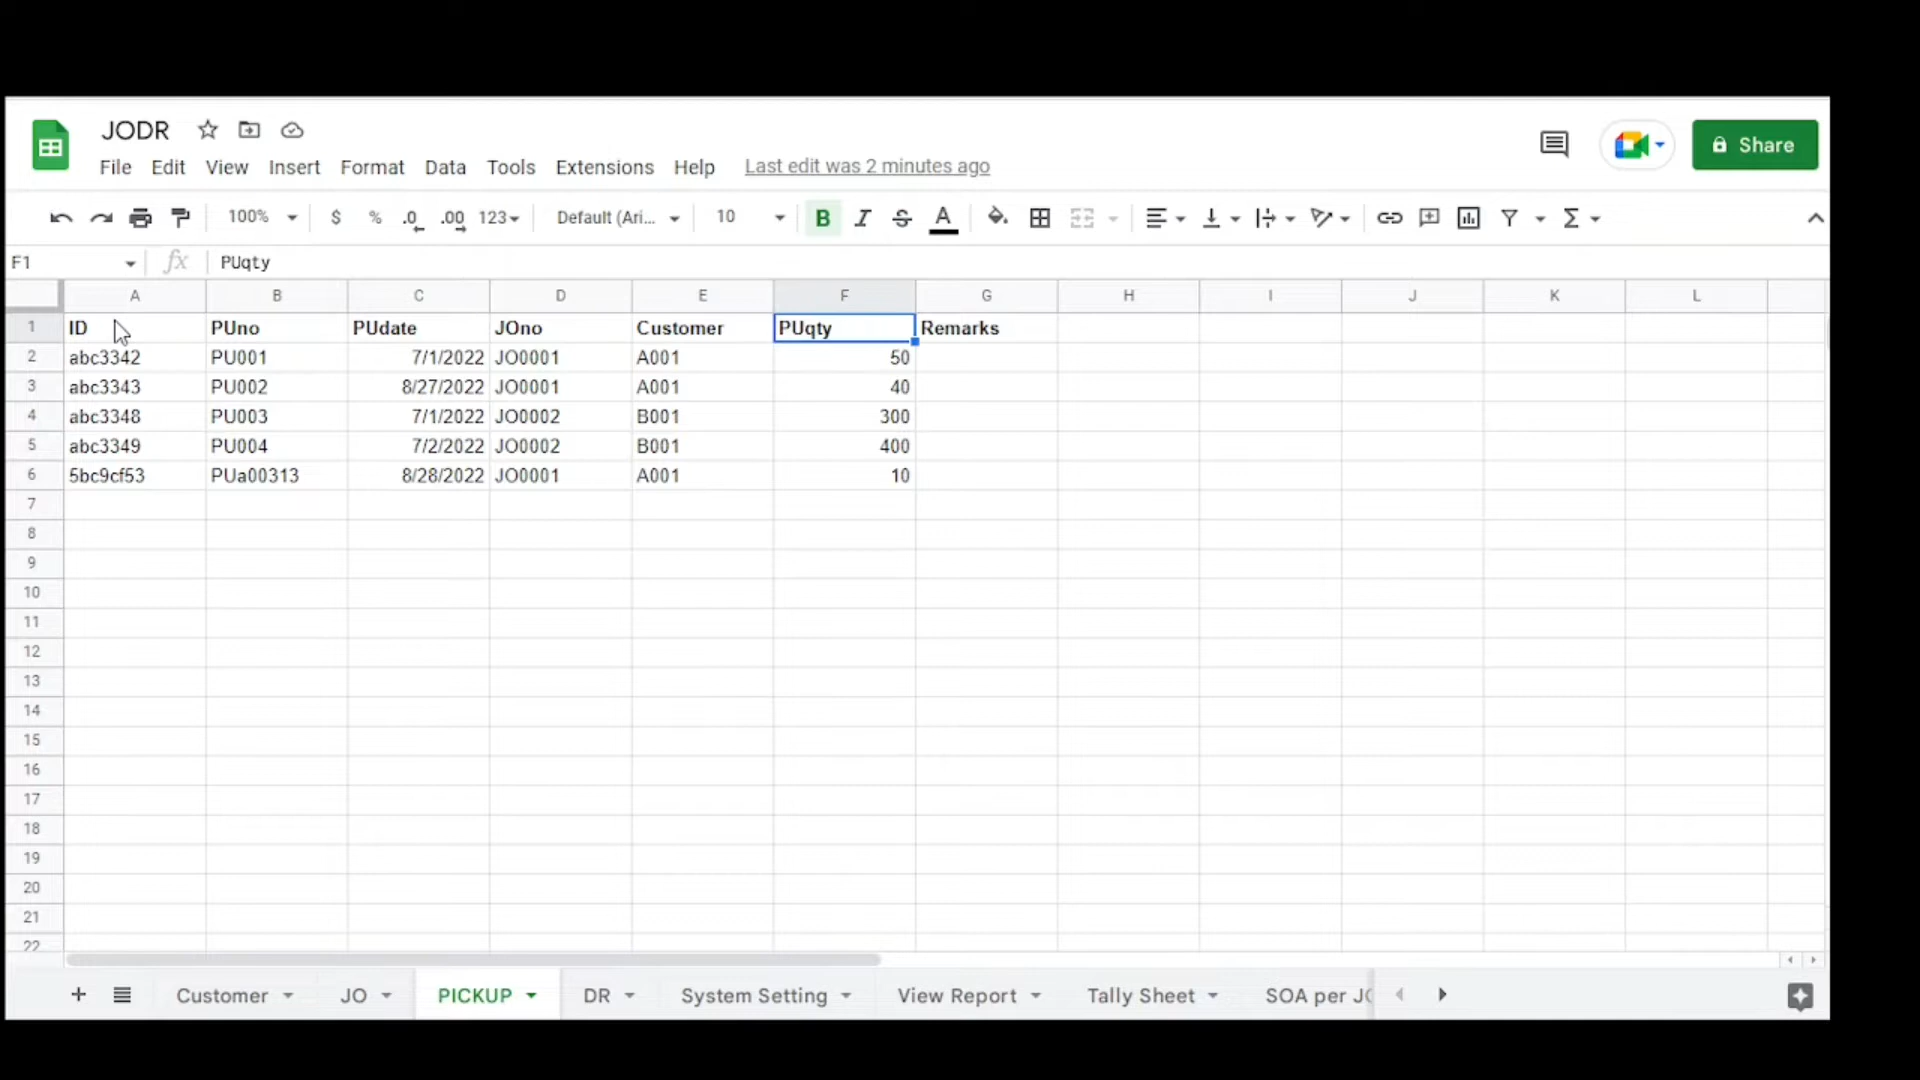 JODR
File Edit View Insert Format Data Tools Extensions Help Last edit was 2 minutes ago
Share
100% $ % .0 .00 123 Default (Ari... 10 B I S A Σ
F1 fx PUqty
A B C D E F G H I J K L
1 ID PUno PUdate JOno Customer PUqty Remarks
2 abc3342 PU001 7/1/2022 JO0001 A001 50
3 abc3343 PU002 8/27/2022 JO0001 A001 40
4 abc3348 PU003 7/1/2022 JO0002 B001 300
5 abc3349 PU004 7/2/2022 JO0002 B001 400
6 5bc9cf53 PUa00313 8/28/2022 JO0001 A001 10
7
8
9
10
11
12
13
14
15
16
17
18
19
20
21
22
+ Customer JO PICKUP DR System Setting View Report Tally Sheet SOA per JO